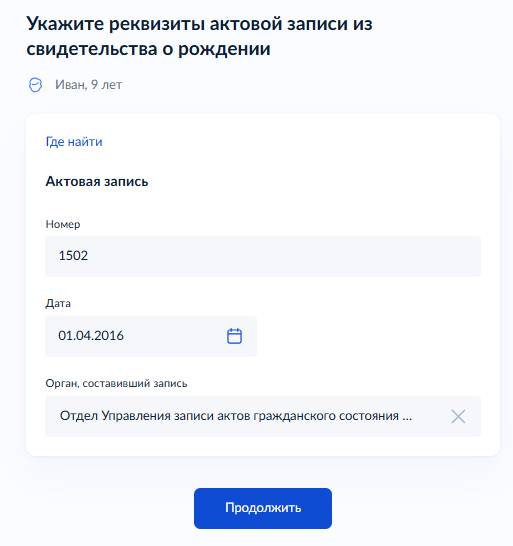 Укажите реквизиты актовой записи из
свидетельства о рождении
Иван, 9 лет
Где найти
Актовая запись
Номер
1502
Дата
01.04.2016
Орган, составивший запись
Отдел Управления записи актов гражданского состояния ...
Продолжить